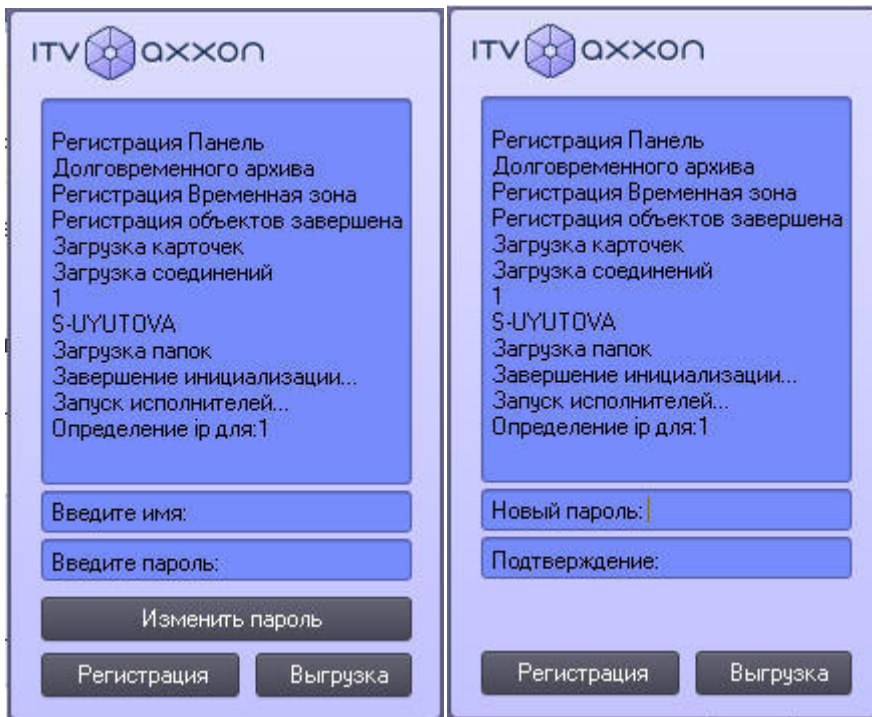 ITV axxon
Регистрация Панель
Долговременного архива
Регистрация Временная зона
Регистрация объектов завершена
Загрузка карточек
Загрузка соединений
1
S-UYUTOVA
Загрузка папок
Завершение инициализации...
Запуск исполнителей...
Определение ip для:1
Введите имя:
Введите пароль:
Изменить пароль
Регистрация Выгрузка
ITV axxon
Регистрация Панель
Долговременного архива
Регистрация Временная зона
Регистрация объектов завершена
Загрузка карточек
Загрузка соединений
1
S-UYUTOVA
Загрузка папок
Завершение инициализации...
Запуск исполнителей...
Определение ip для:1
Новый пароль:
Подтверждение:
Регистрация Выгрузка